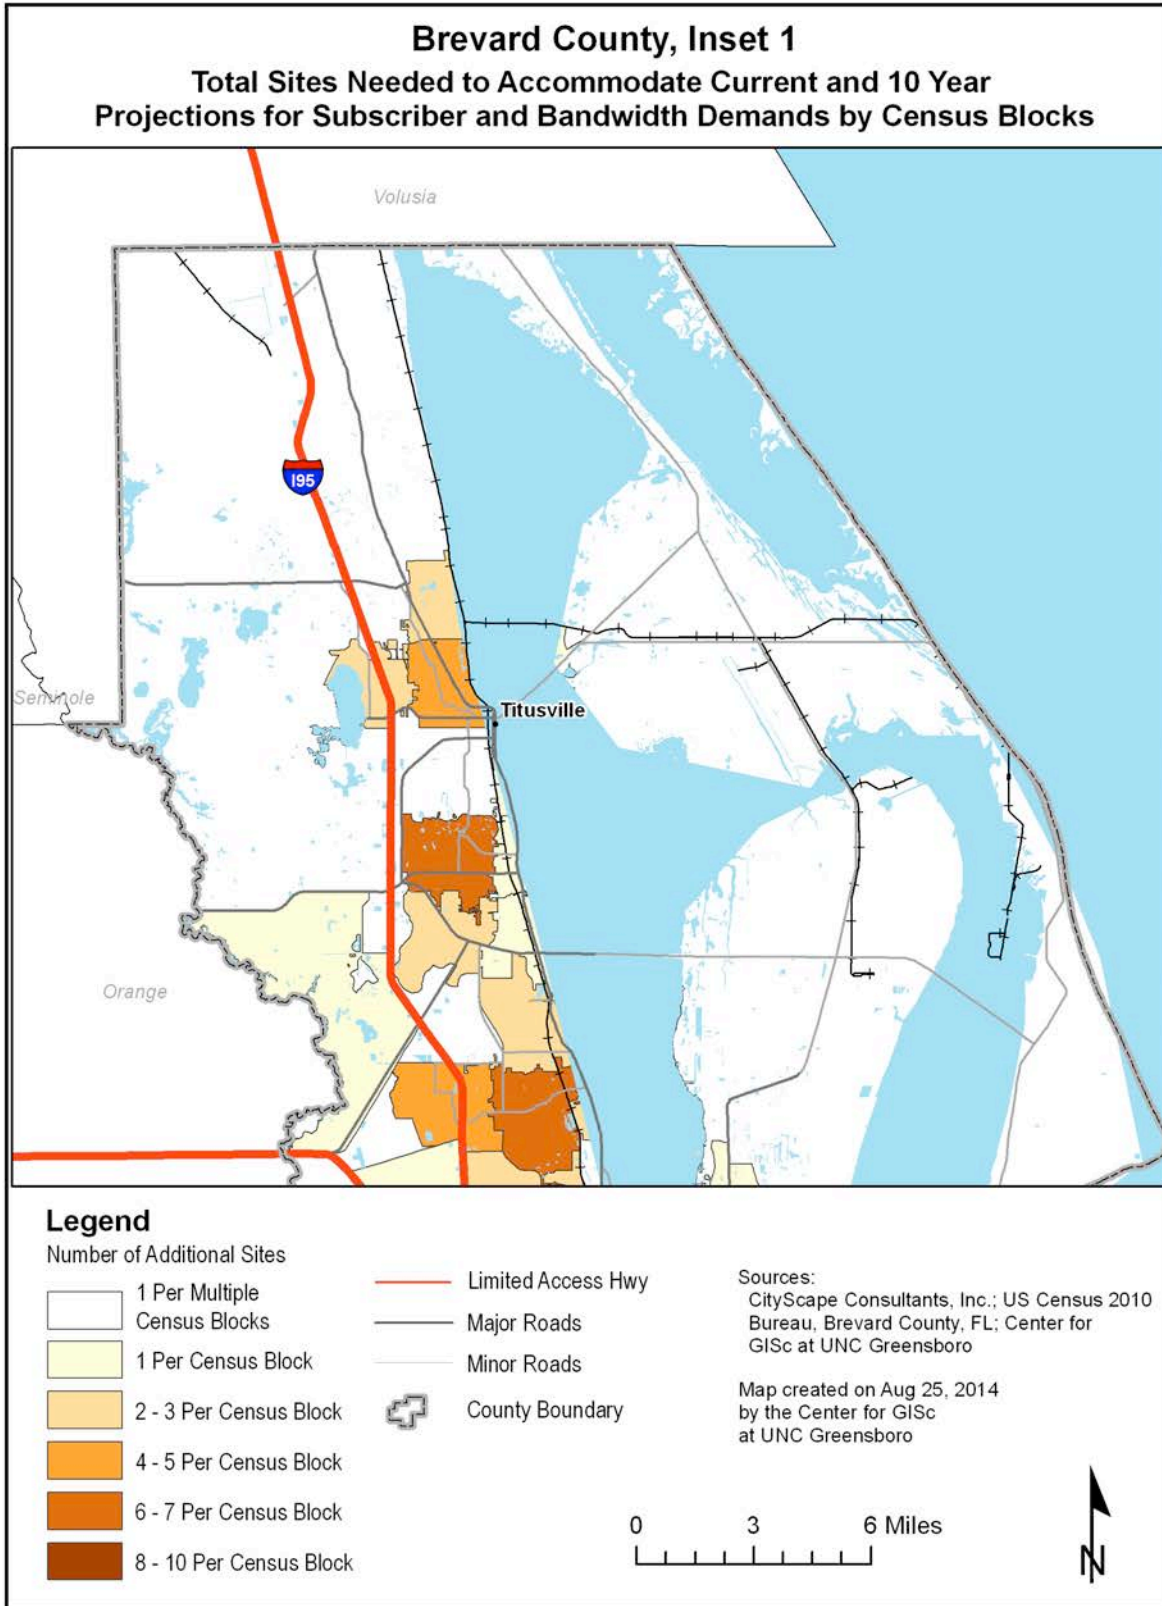 Brevard County, Inset 1
Total Sites Needed to Accommodate Current and 10 Year
Projections for Subscriber and Bandwidth Demands by Census Blocks
Volusia
I95
Seminole
Titusville
Orange
Legend
Number of Additional Sites
1 Per Multiple
Census Blocks
1 Per Census Block
2 - 3 Per Census Block
4 - 5 Per Census Block
6 - 7 Per Census Block
8 - 10 Per Census Block
Limited Access Hwy
Major Roads
Minor Roads
County Boundary
Sources:
CityScape Consultants, Inc.; US Census 2010
Bureau, Brevard County, FL; Center for
GISc at UNC Greensboro
Map created on Aug 25, 2014
by the Center for GISc
at UNC Greensboro
0 3 6 Miles
N